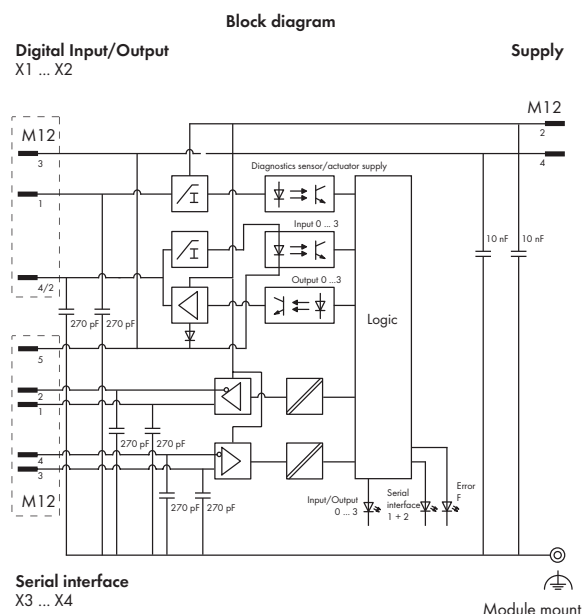 Block diagram
Digital Input/Output
X1 ... X2
Supply
M12
2
4
M12
3
1
4/2
Diagnostics sensor/actuator supply
Input 0 ... 3
Output 0 ...3
Logic
10 nF
10 nF
270 pF
270 pF
5
2
1
4
3
M12
270 pF
270 pF
270 pF
270 pF
Input/Output
0 ... 3
Serial
interface
1 + 2
Error
F
Serial interface
X3 ... X4
Module mount